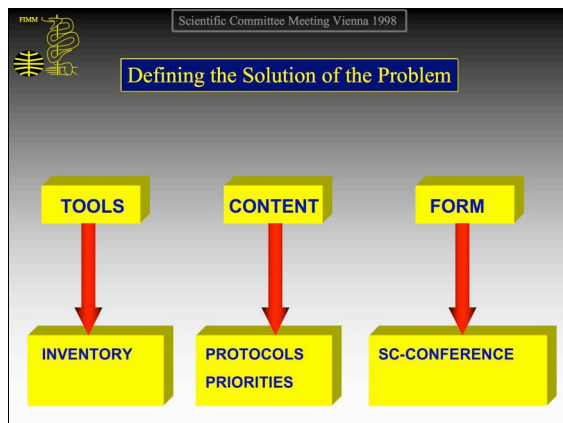 FIMM
Scientific Committee Meeting Vienna 1998
Defining the Solution of the Problem
TOOLS
CONTENT
FORM
INVENTORY
PROTOCOLS
PRIORITIES
SC-CONFERENCE